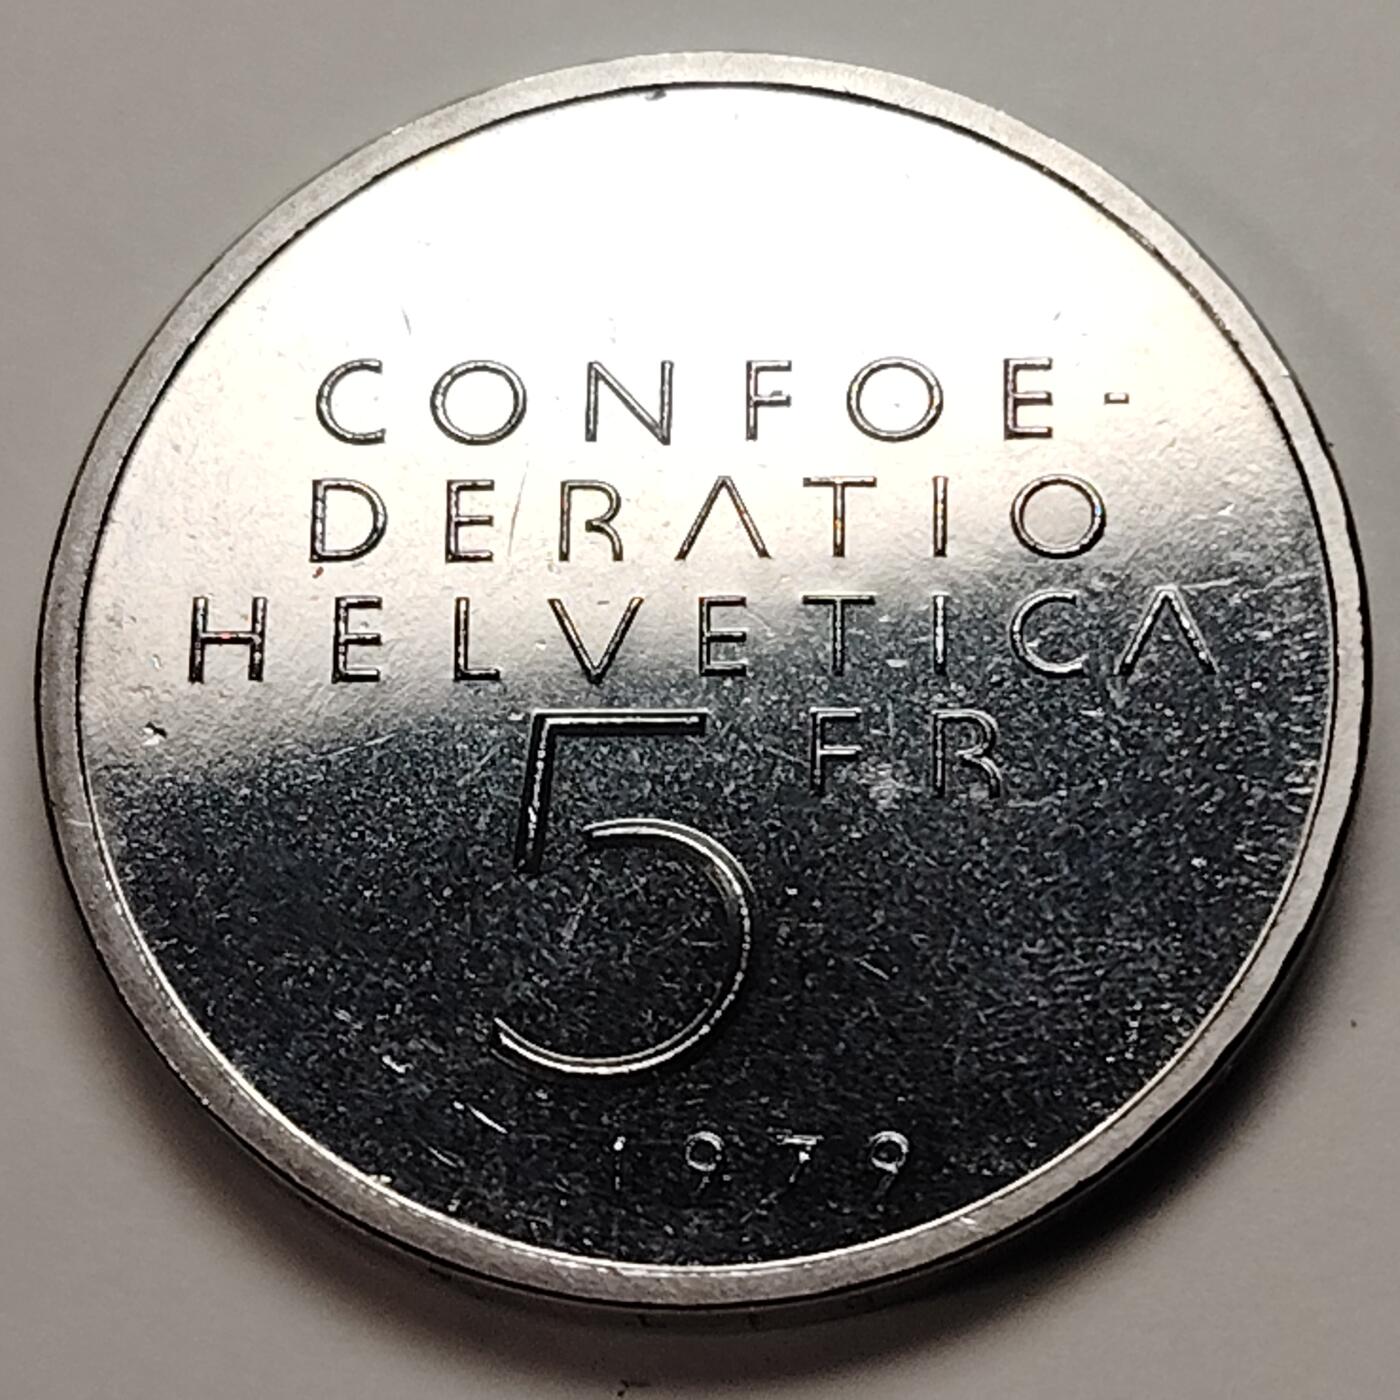 CONFOE-
DERATIO
HELVETICA
5 FR
1979